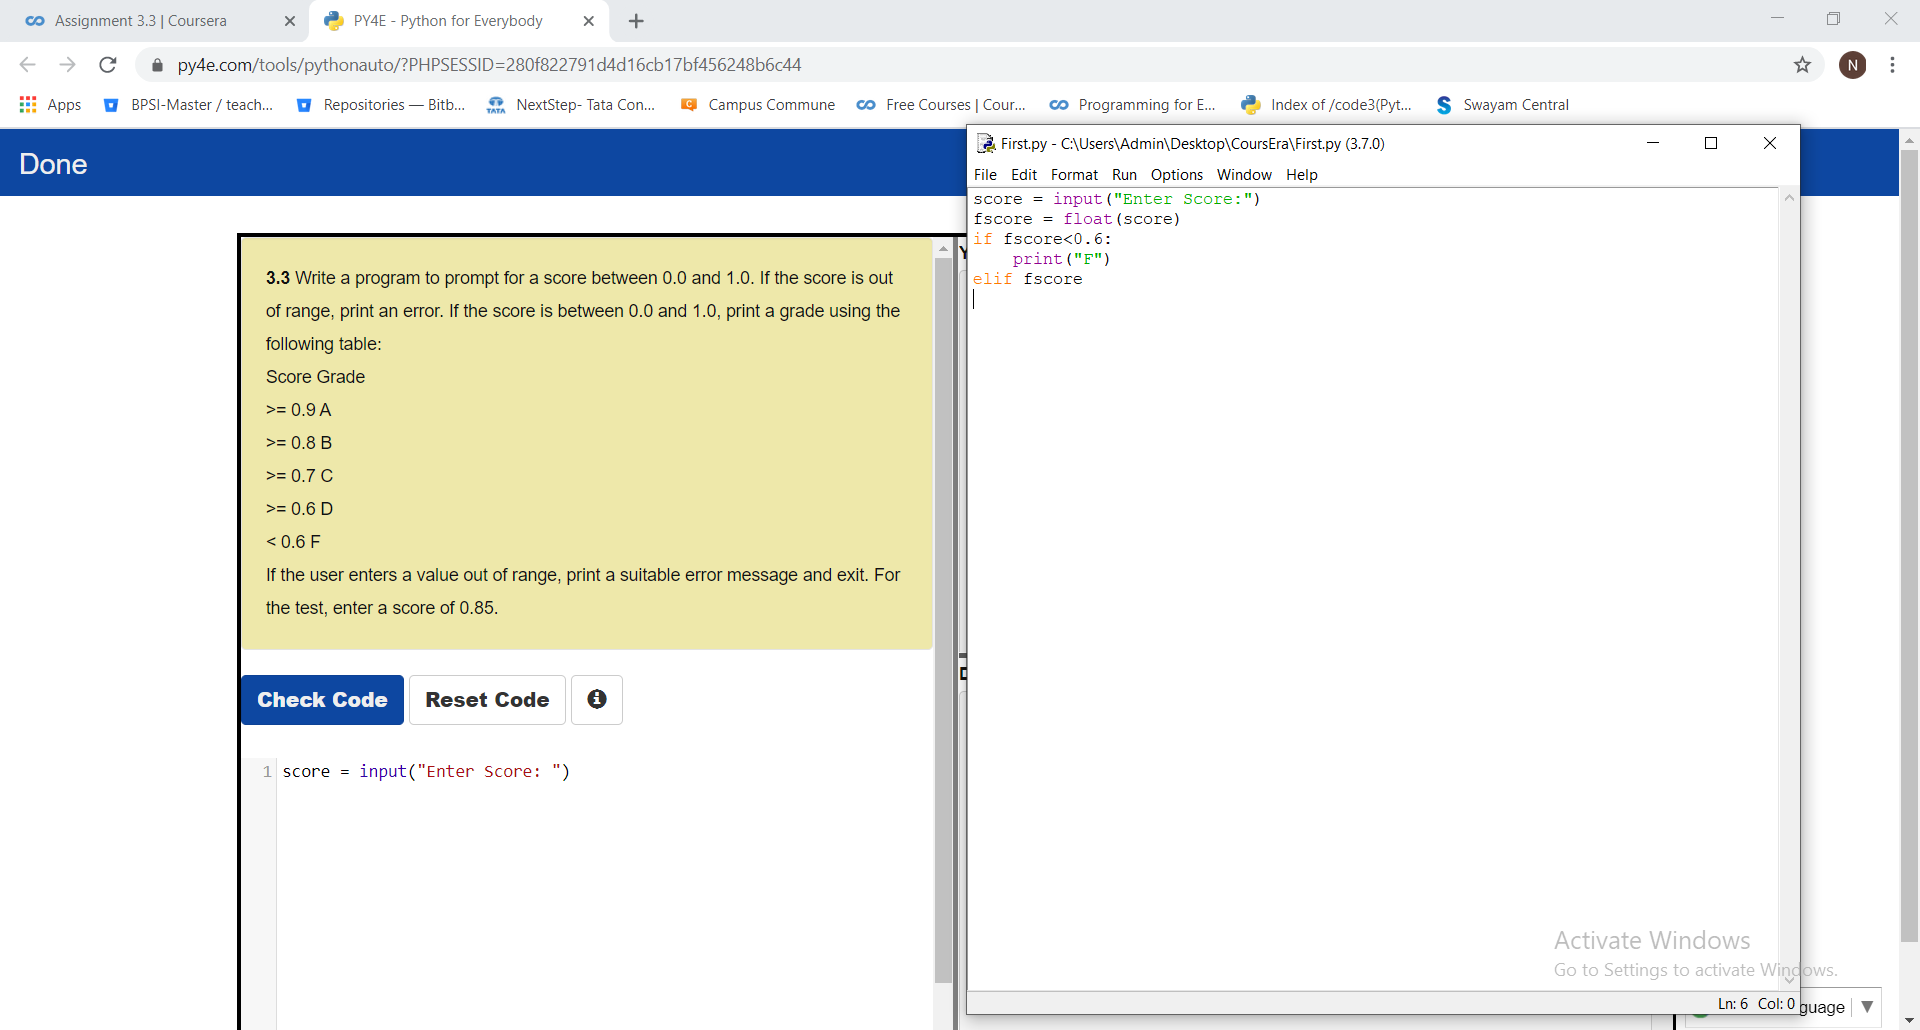 Assignment 3.3 | Coursera
PY4E - Python for Everybody
py4e.com/tools/pythonauto/?PHPSESSID=280f822791d4d16cb17bf456248b6c44
N
Apps
BPSI-Master / teach...
Repositories — Bitb...
TATA
NextStep- Tata Con...
Campus Commune
Free Courses | Cour...
Programming for E...
Index of /code3(Pyt...
Swayam Central
Done
3.3 Write a program to prompt for a score between 0.0 and 1.0. If the score is out
of range, print an error. If the score is between 0.0 and 1.0, print a grade using the
following table:
Score Grade
>= 0.9 A
>= 0.8 B
>= 0.7 C
>= 0.6 D
< 0.6 F
If the user enters a value out of range, print a suitable error message and exit. For
the test, enter a score of 0.85.
Check Code
Reset Code
1 score = input("Enter Score: ")
First.py - C:\Users\Admin\Desktop\CoursEra\First.py (3.7.0)
File Edit Format Run Options Window Help
score = input("Enter Score:")
fscore = float(score)
if fscore<0.6:
    print("F")
elif fscore
Activate Windows
Go to Settings to activate Windows.
Ln: 6 Col: 0
guage